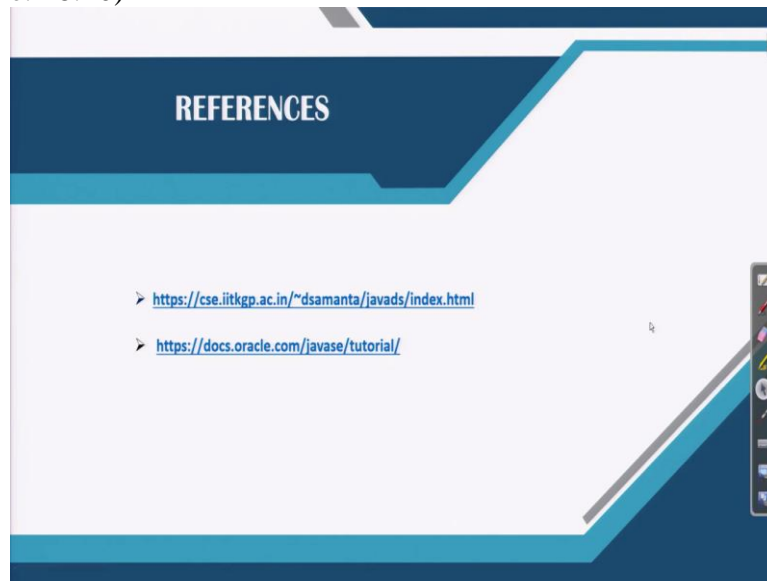 REFERENCES
➢ https://cse.iitkgp.ac.in/~dsamanta/javads/index.html
➢ https://docs.oracle.com/javase/tutorial/